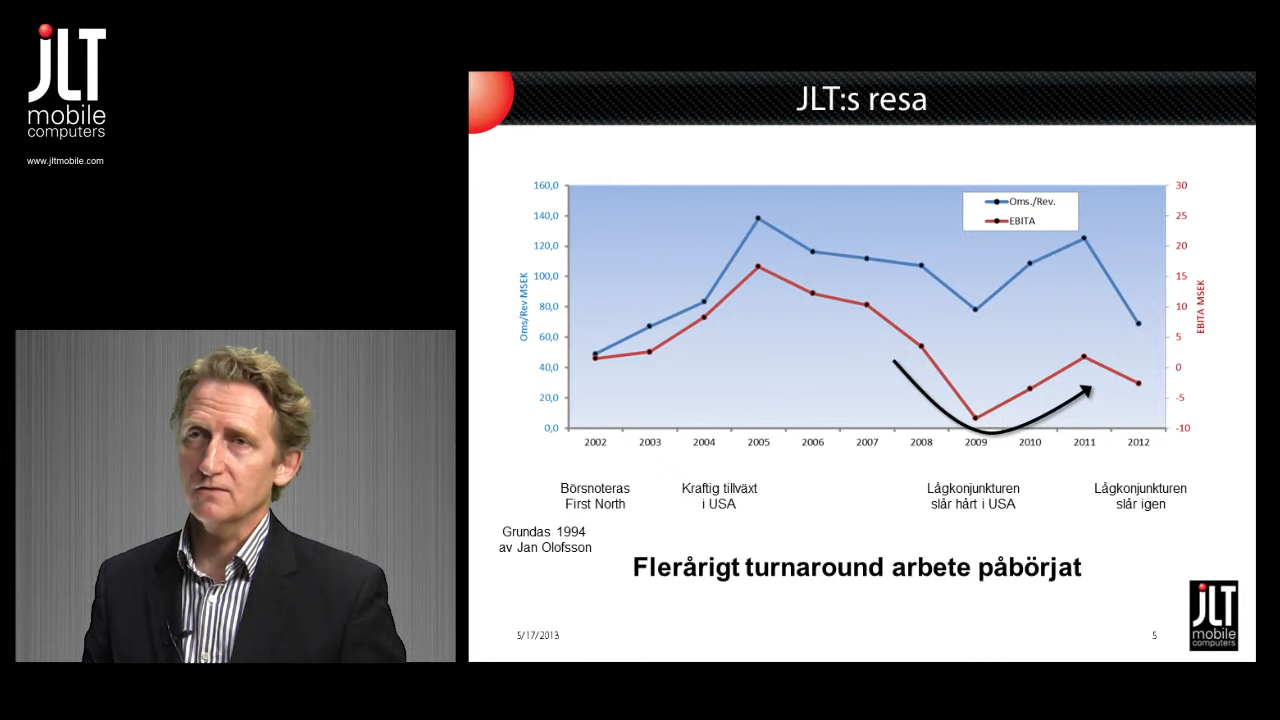 JLT
mobile
computers
www.jltmobile.com
JLT:s resa
160,0
140,0
120,0
100,0
80,0
60,0
40,0
20,0
0,0
Oms/Rev MSEK
30
25
20
15
10
5
0
-5
-10
EBITA MSEK
Oms./Rev.
EBITA
2002 2003 2004 2005 2006 2007 2008 2009 2010 2011 2012
Börsnoteras
First North
Kraftig tillväxt
i USA
Lågkonjunkturen
slår hårt i USA
Lågkonjunkturen
slår igen
Grundas 1994
av Jan Olofsson
Flerårigt turnaround arbete påbörjat
5/17/2013
5
JLT
mobile
computers